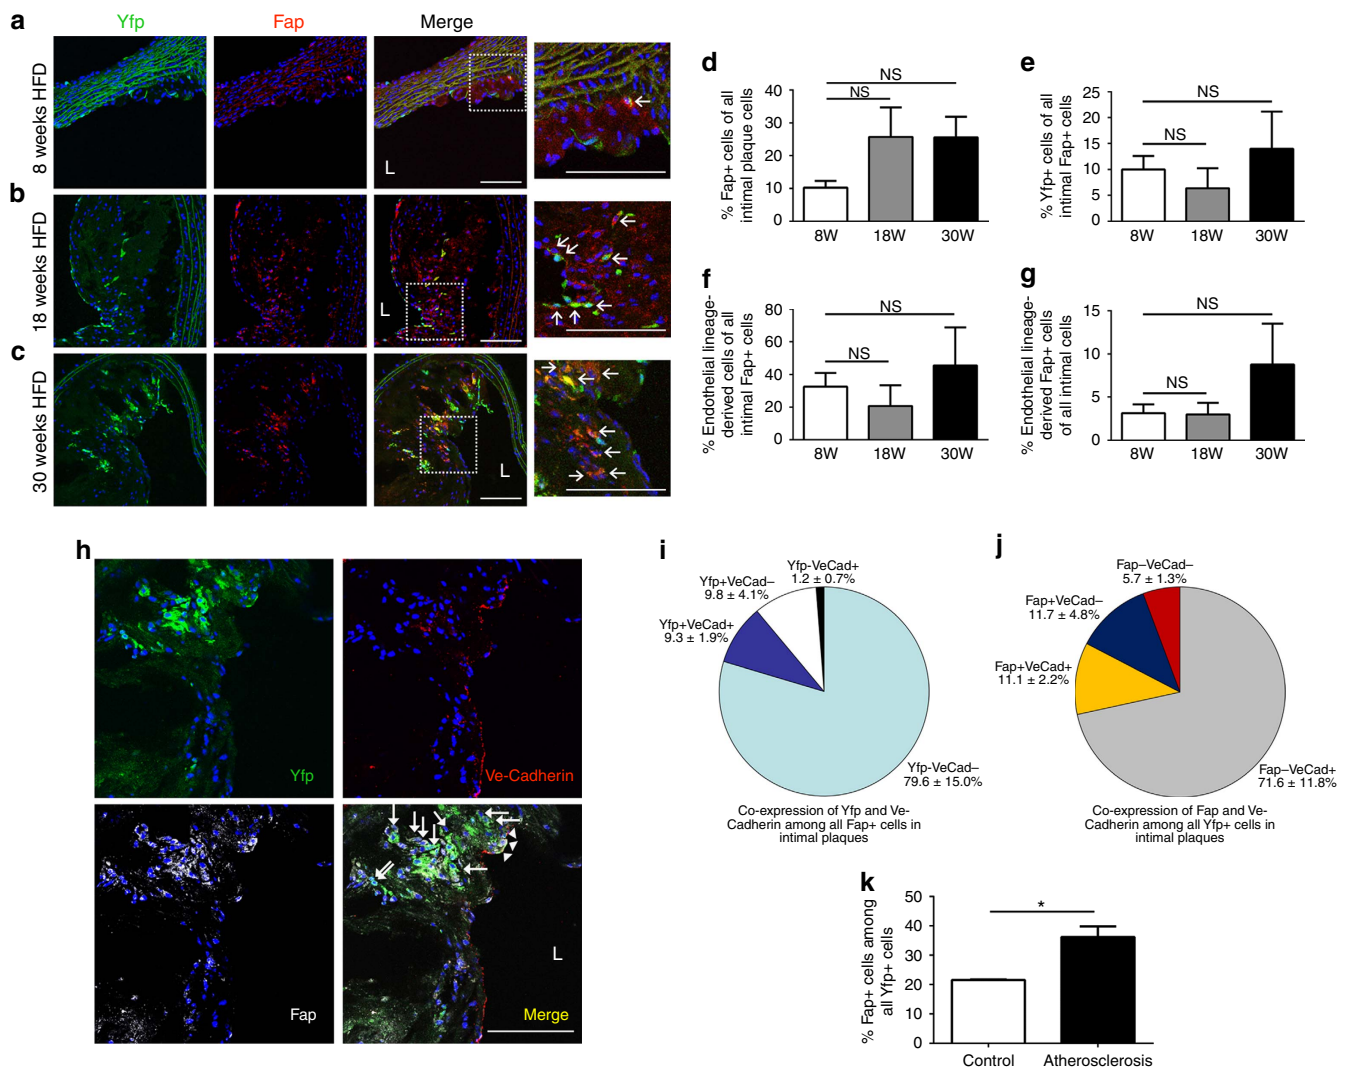 a
Yfp
Fap
Merge
8 weeks HFD
L
b
18 weeks HFD
L
c
30 weeks HFD
L
d
% Fap+ cells of all
intimal plaque cells
40
30
20
10
0
NS
NS
8W
18W
30W
e
% Yfp+ cells of all
intimal Fap+ cells
25
20
15
10
5
0
NS
NS
8W
18W
30W
f
% Endothelial lineage-
derived cells of all
intimal Fap+ cells
80
60
40
20
0
NS
NS
8W
18W
30W
g
% Endothelial lineage-
derived Fap+ cells
of all intimal cells
15
10
5
0
NS
NS
8W
18W
30W
h
Yfp
Ve-Cadherin
Fap
L
Merge
i
Yfp-VeCad+
1.2 ± 0.7%
Yfp+VeCad–
9.8 ± 4.1%
Yfp+VeCad+
9.3 ± 1.9%
Yfp-VeCad–
79.6 ± 15.0%
Co-expression of Yfp and Ve-
Cadherin among all Fap+ cells in
intimal plaques
j
Fap–VeCad–
5.7 ± 1.3%
Fap+VeCad–
11.7 ± 4.8%
Fap+VeCad+
11.1 ± 2.2%
Fap–VeCad+
71.6 ± 11.8%
Co-expression of Fap and Ve-
Cadherin among all Yfp+ cells in
intimal plaques
k
% Fap+ cells among
all Yfp+ cells
50
40
30
20
10
0
*
Control
Atherosclerosis